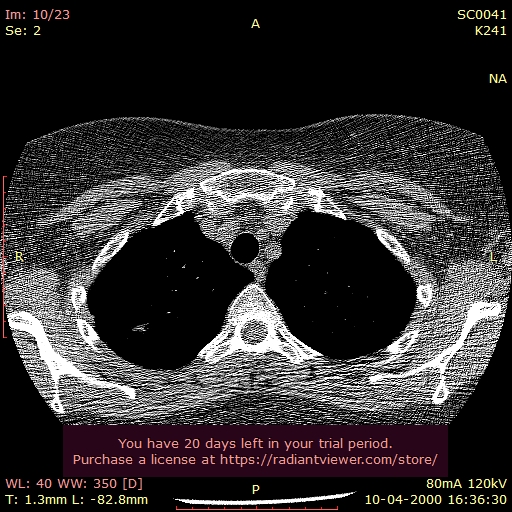 Im: 10/23
Se: 2
A
SC0041
K241
NA
R
L
You have 20 days left in your trial period.
Purchase a license at https://radiantviewer.com/store/
WL: 40 WW: 350 [D]
T: 1.3mm L: -82.8mm
P
80mA 120kV
10-04-2000 16:36:30